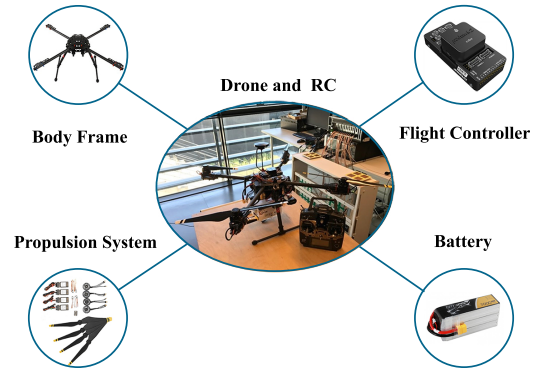 Drone and RC
Body Frame
Flight Controller
Propulsion System
Battery